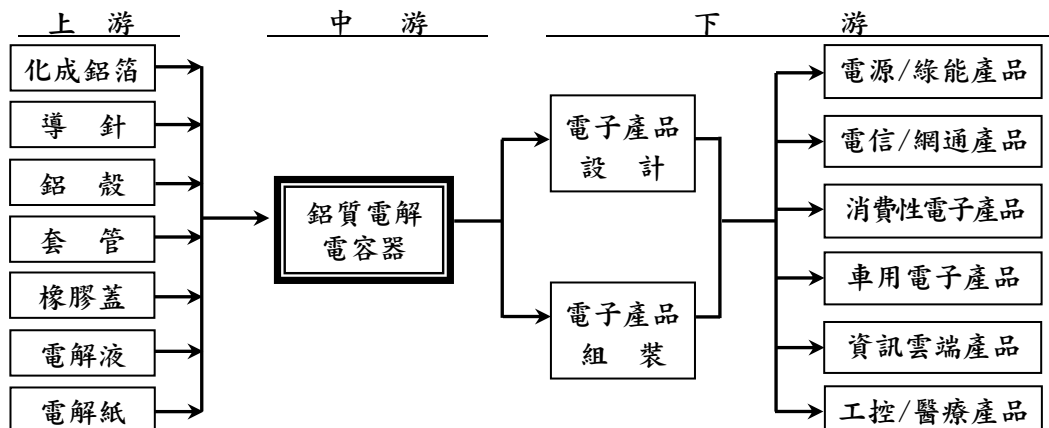 上 游
中 游
下 游
化成鋁箔
導 針
鋁 殼
套 管
橡膠蓋
電解液
電解紙
鋁質電解
電容器
電子產品
設 計
電子產品
組 裝
電源/綠能產品
電信/網通產品
消費性電子產品
車用電子產品
資訊雲端產品
工控/醫療產品